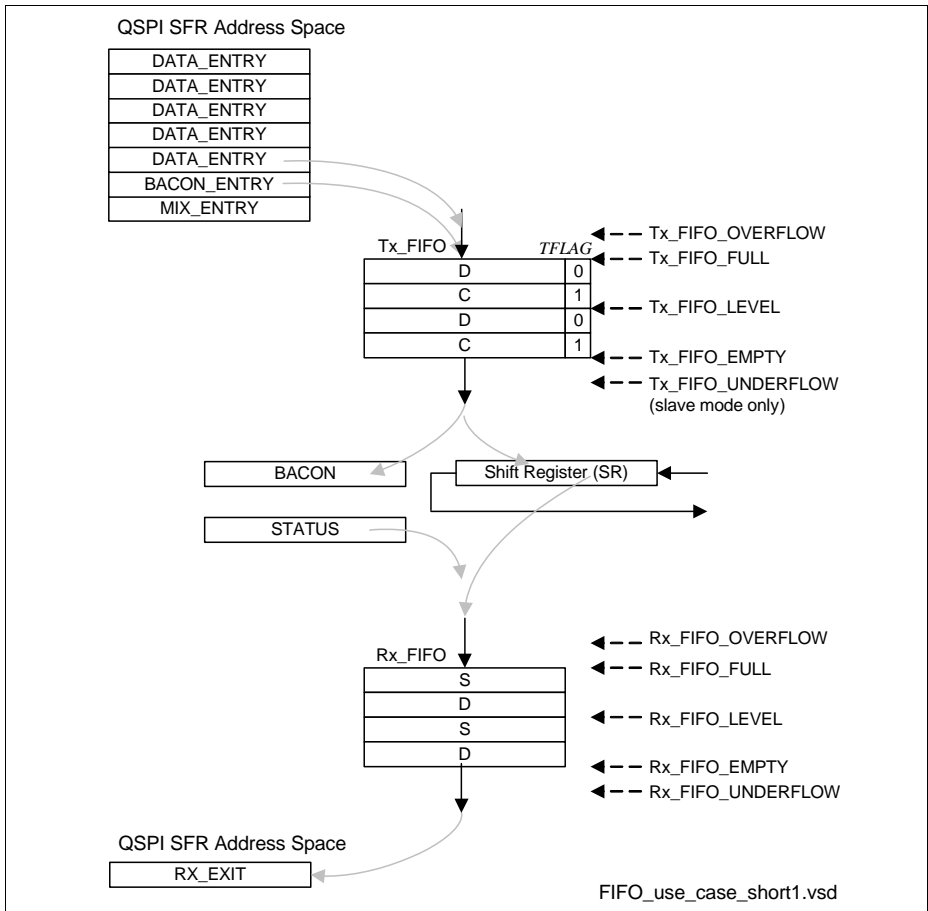 QSPI SFR Address Space
DATA_ENTRY
DATA_ENTRY
DATA_ENTRY
DATA_ENTRY
DATA_ENTRY
BACON_ENTRY
MIX_ENTRY
Tx_FIFO TFLAG
D 0
C 1
D 0
C 1
Tx_FIFO_OVERFLOW
Tx_FIFO_FULL
Tx_FIFO_LEVEL
Tx_FIFO_EMPTY
Tx_FIFO_UNDERFLOW
(slave mode only)
BACON
Shift Register (SR)
STATUS
Rx_FIFO
S
D
S
D
Rx_FIFO_OVERFLOW
Rx_FIFO_FULL
Rx_FIFO_LEVEL
Rx_FIFO_EMPTY
Rx_FIFO_UNDERFLOW
QSPI SFR Address Space
RX_EXIT
FIFO_use_case_short1.vsd